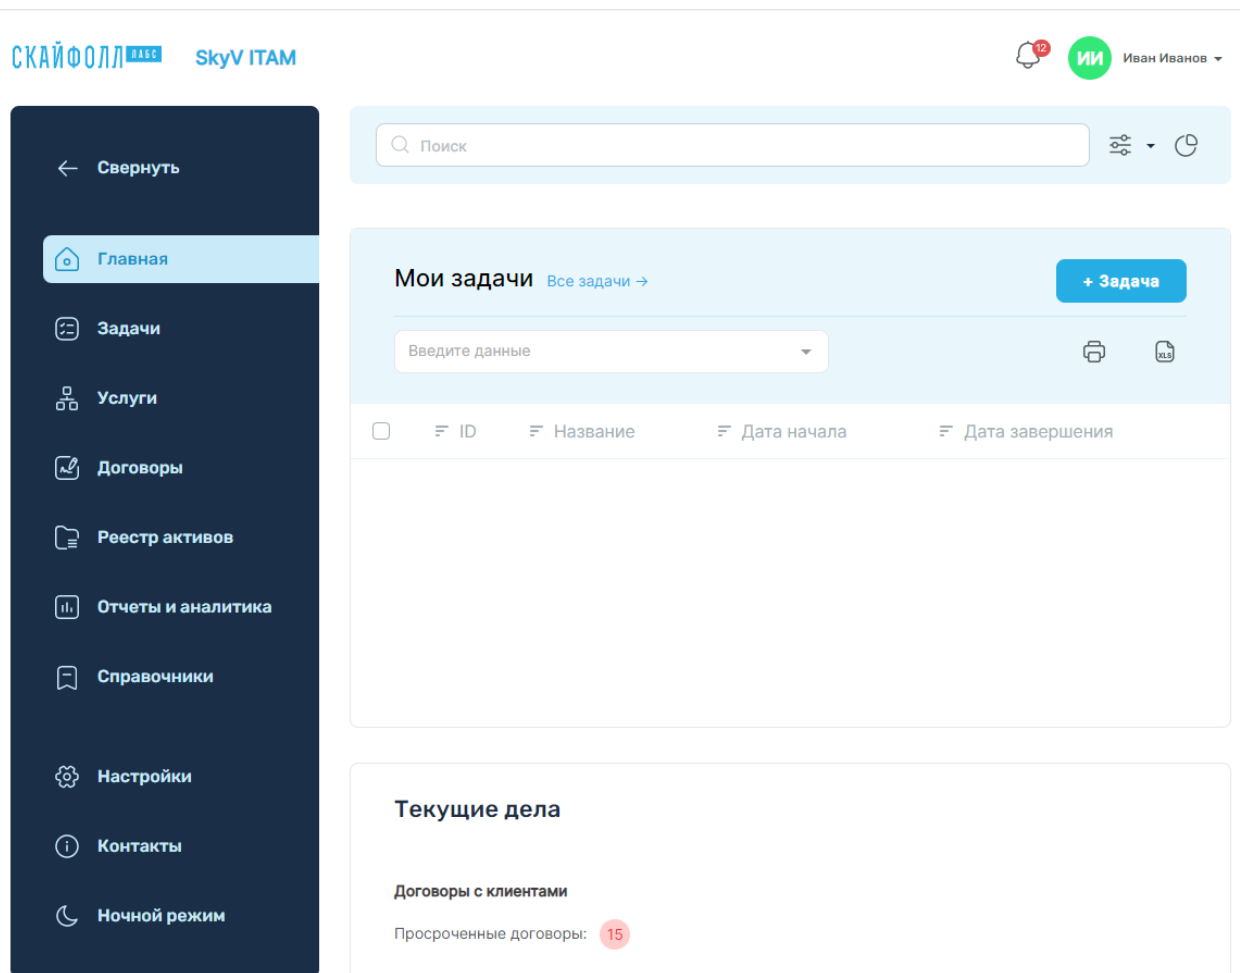 СКАЙФОЛЛ ЛАБС SkyV ITAM
12
ИИ Иван Иванов
Свернуть
Главная
Задачи
Услуги
Договоры
Реестр активов
Отчеты и аналитика
Справочники
Настройки
Контакты
Ночной режим
Поиск
Мои задачи Все задачи →
+ Задача
Введите данные
XLS
ID Название Дата начала Дата завершения
Текущие дела
Договоры с клиентами
Просроченные договоры: 15